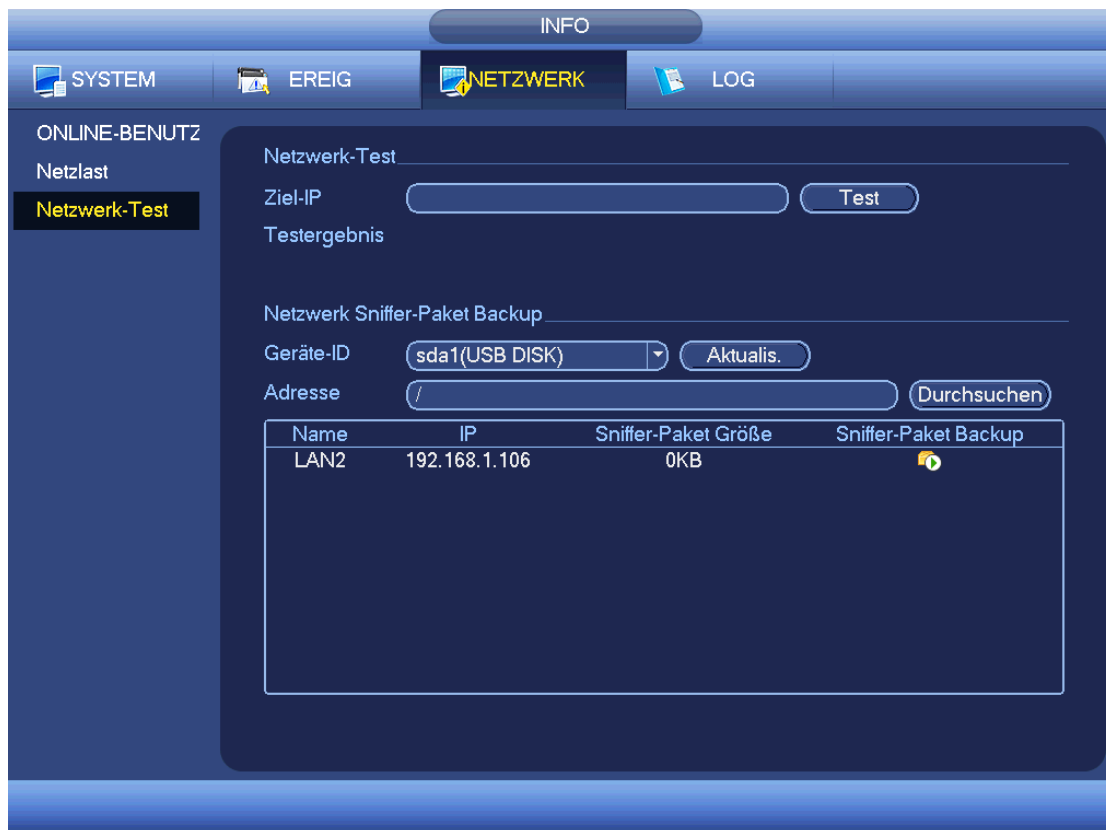 INFO
SYSTEM EREIG NETZWERK LOG
ONLINE-BENUTZ
Netzlast
Netzwerk-Test
Netzwerk-Test
Ziel-IP Test
Testergebnis
Netzwerk Sniffer-Paket Backup
Geräte-ID sda1(USB DISK) Aktualis.
Adresse / Durchsuchen
Name IP Sniffer-Paket Größe Sniffer-Paket Backup
LAN2 192.168.1.106 0KB